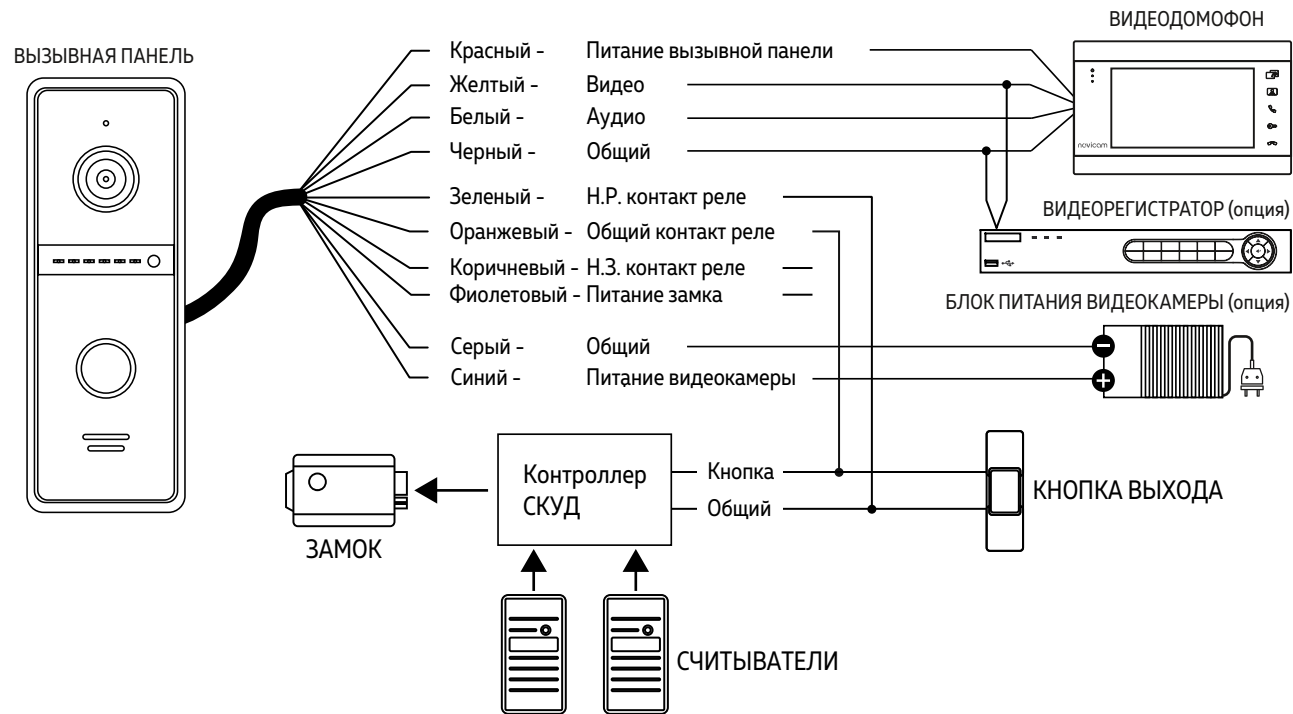 ВИДЕОДОМОФОН
ВЫЗЫВНАЯ ПАНЕЛЬ
Красный – Питание вызывной панели
Желтый – Видео
Белый – Аудио
Черный – Общий
novicam
Зеленый – Н.Р. контакт реле
ВИДЕОРЕГИСТРАТОР (опция)
Оранжевый – Общий контакт реле
Коричневый – Н.З. контакт реле
Фиолетовый – Питание замка
БЛОК ПИТАНИЯ ВИДЕОКАМЕРЫ (опция)
Серый – Общий
Синий – Питание видеокамеры
Контроллер
СКУД
Кнопка
Общий
КНОПКА ВЫХОДА
ЗАМОК
СЧИТЫВАТЕЛИ